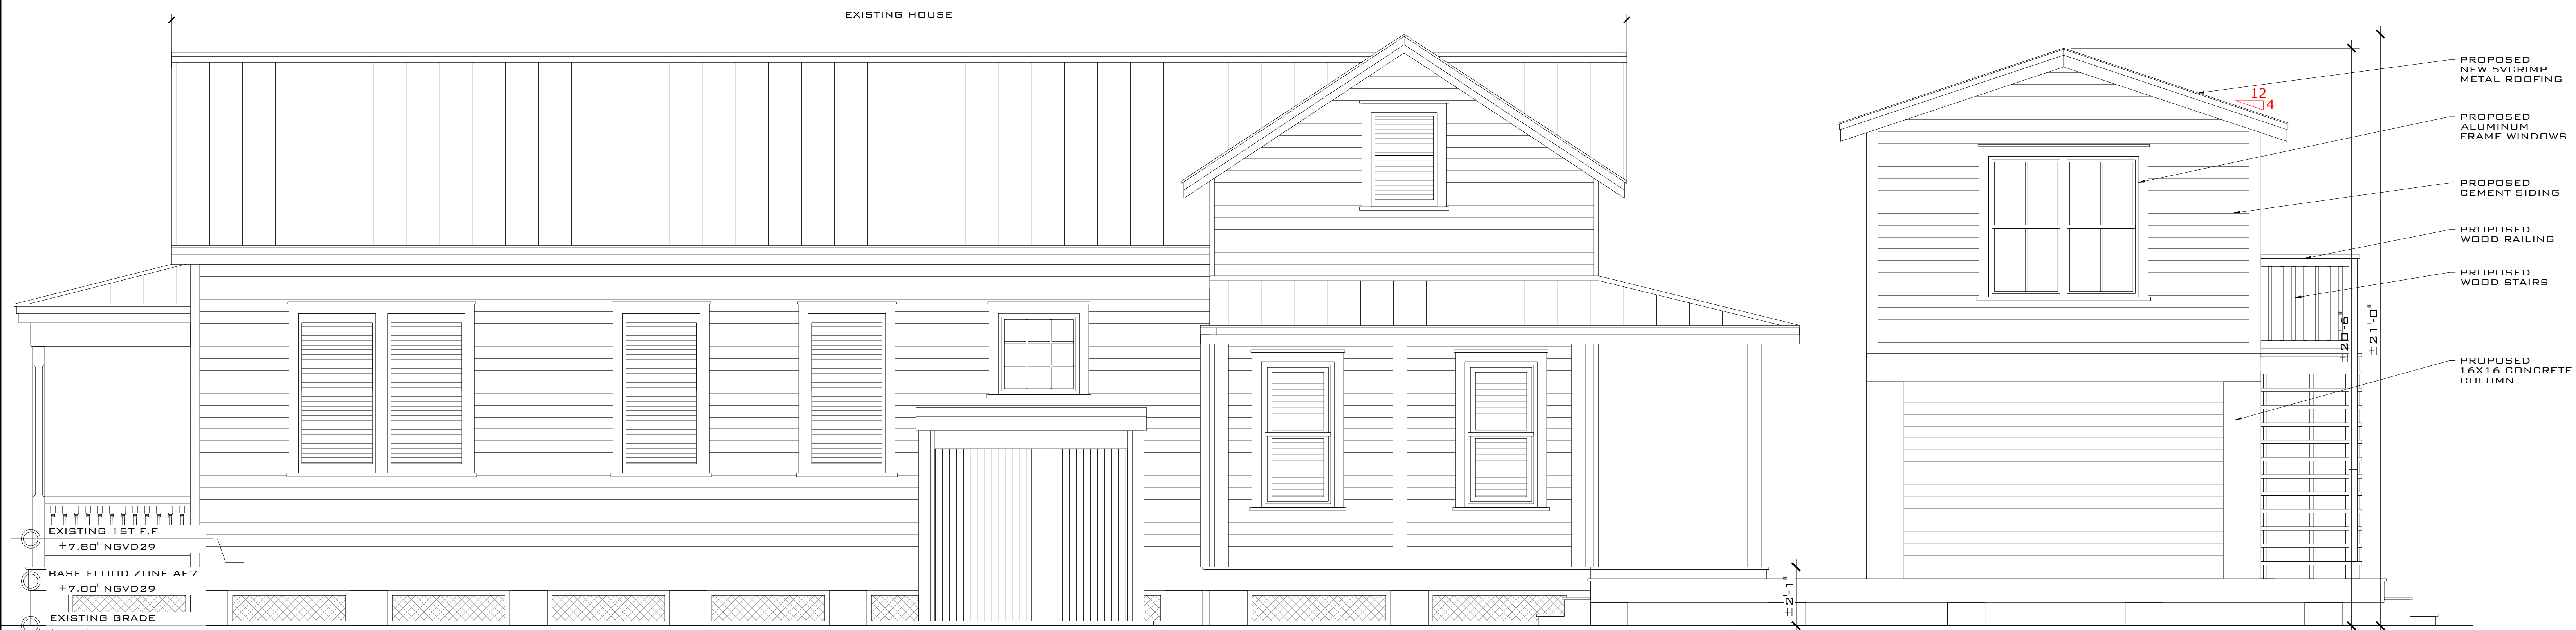 EXISTING HOUSE
PROPOSED
NEW 5VCRIMP
METAL ROOFING
12
4
PROPOSED
ALUMINUM
FRAME WINDOWS
PROPOSED
CEMENT SIDING
PROPOSED
WOOD RAILING
PROPOSED
WOOD STAIRS
±20'-6"
±21'-0"
PROPOSED
16X16 CONCRETE
COLUMN
EXISTING 1ST F.F
+7.80' NGVD29
BASE FLOOD ZONE AE7
+7.00' NGVD29
±2'-1"
EXISTING GRADE